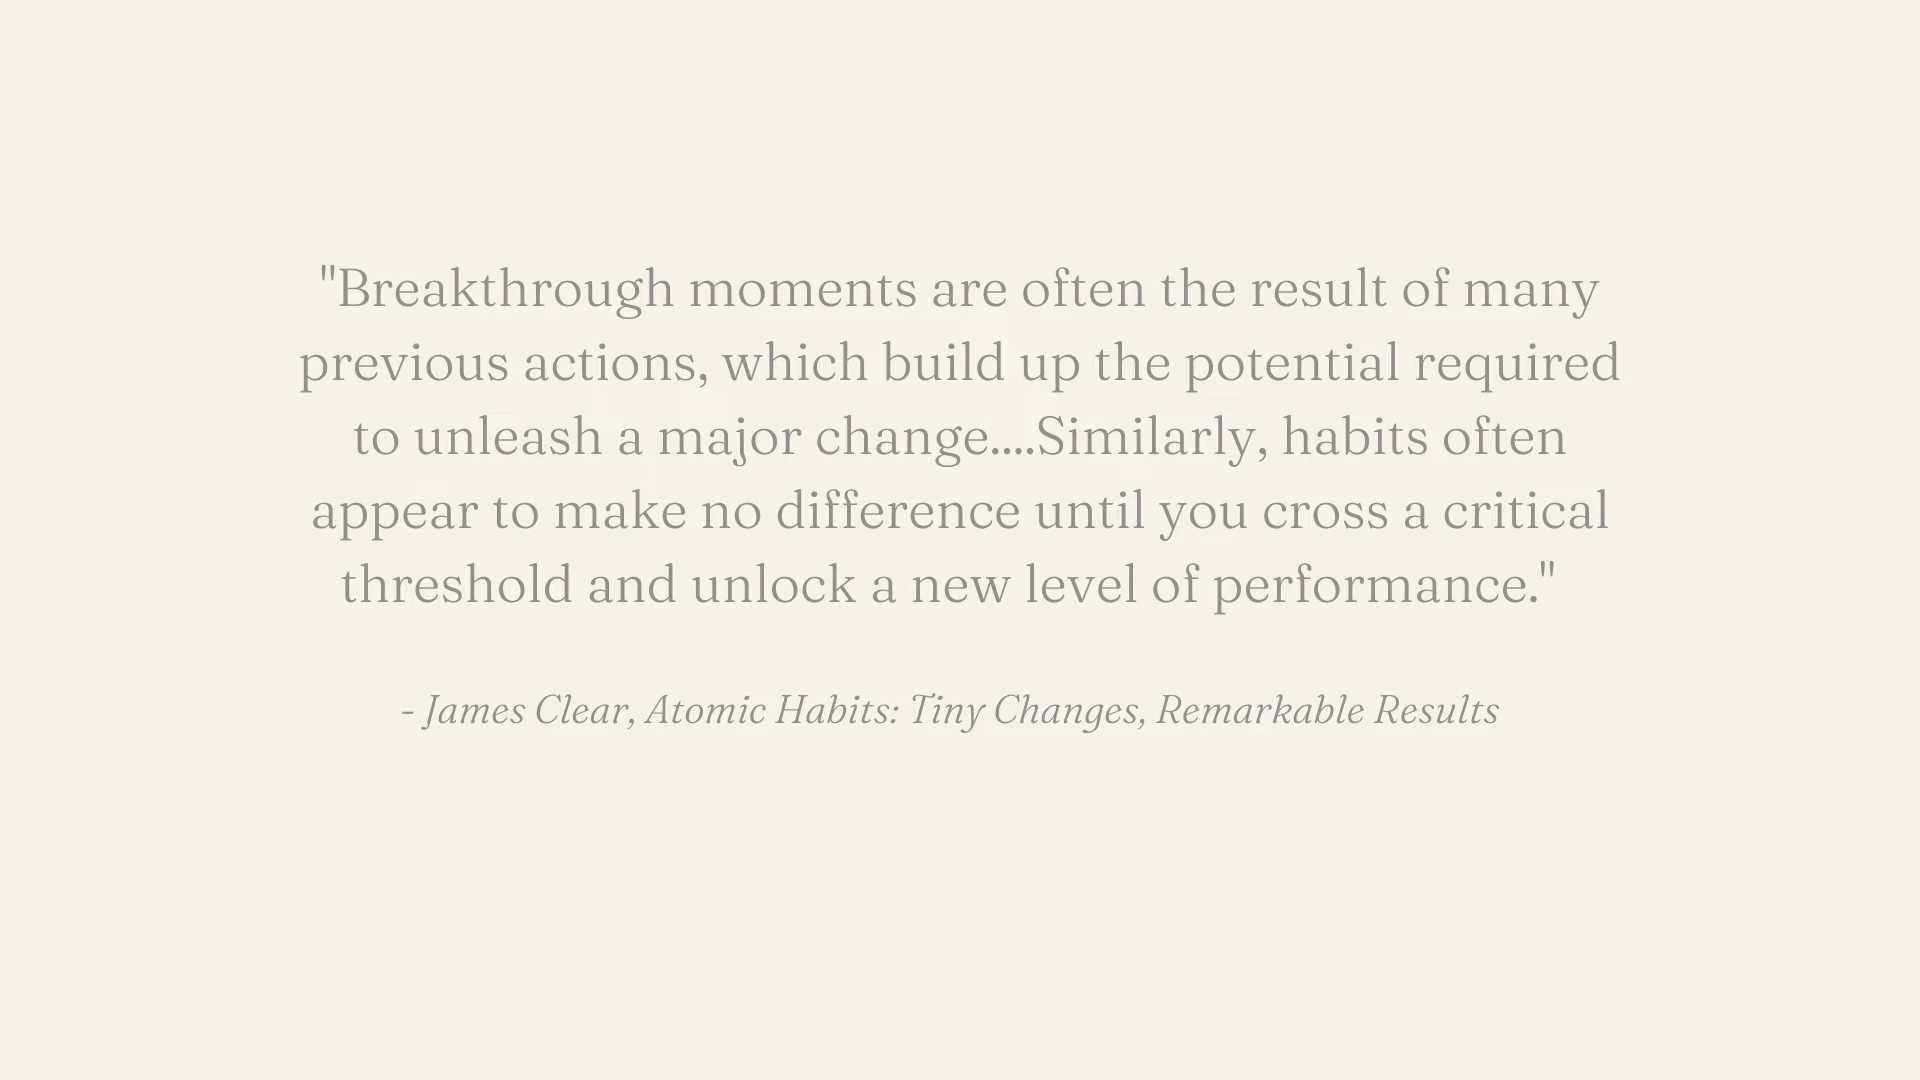 "Breakthrough moments are often the result of many
previous actions, which build up the potential required
to unleash a major change....Similarly, habits often
appear to make no difference until you cross a critical
threshold and unlock a new level of performance."
- James Clear, Atomic Habits: Tiny Changes, Remarkable Results